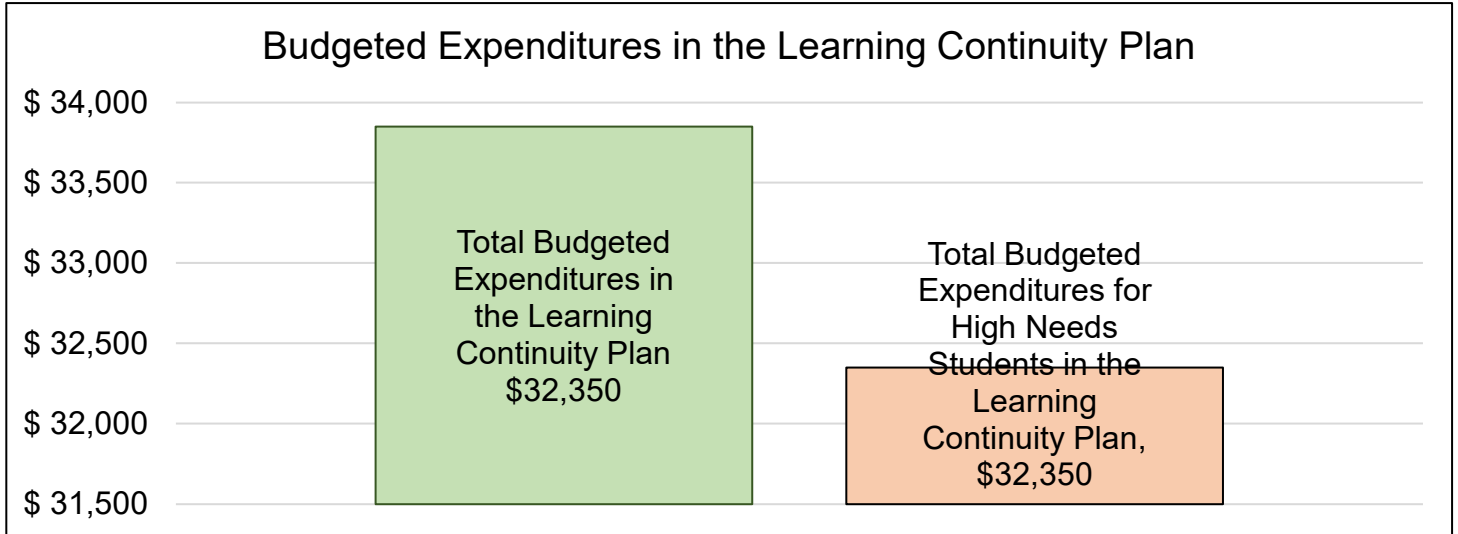 Budgeted Expenditures in the Learning Continuity Plan
$ 34,000
$ 33,500
$ 33,000
$ 32,500
$ 32,000
$ 31,500
Total Budgeted
Expenditures in
the Learning
Continuity Plan
$32,350
Total Budgeted
Expenditures for
High Needs
Students in the
Learning
Continuity Plan,
$32,350